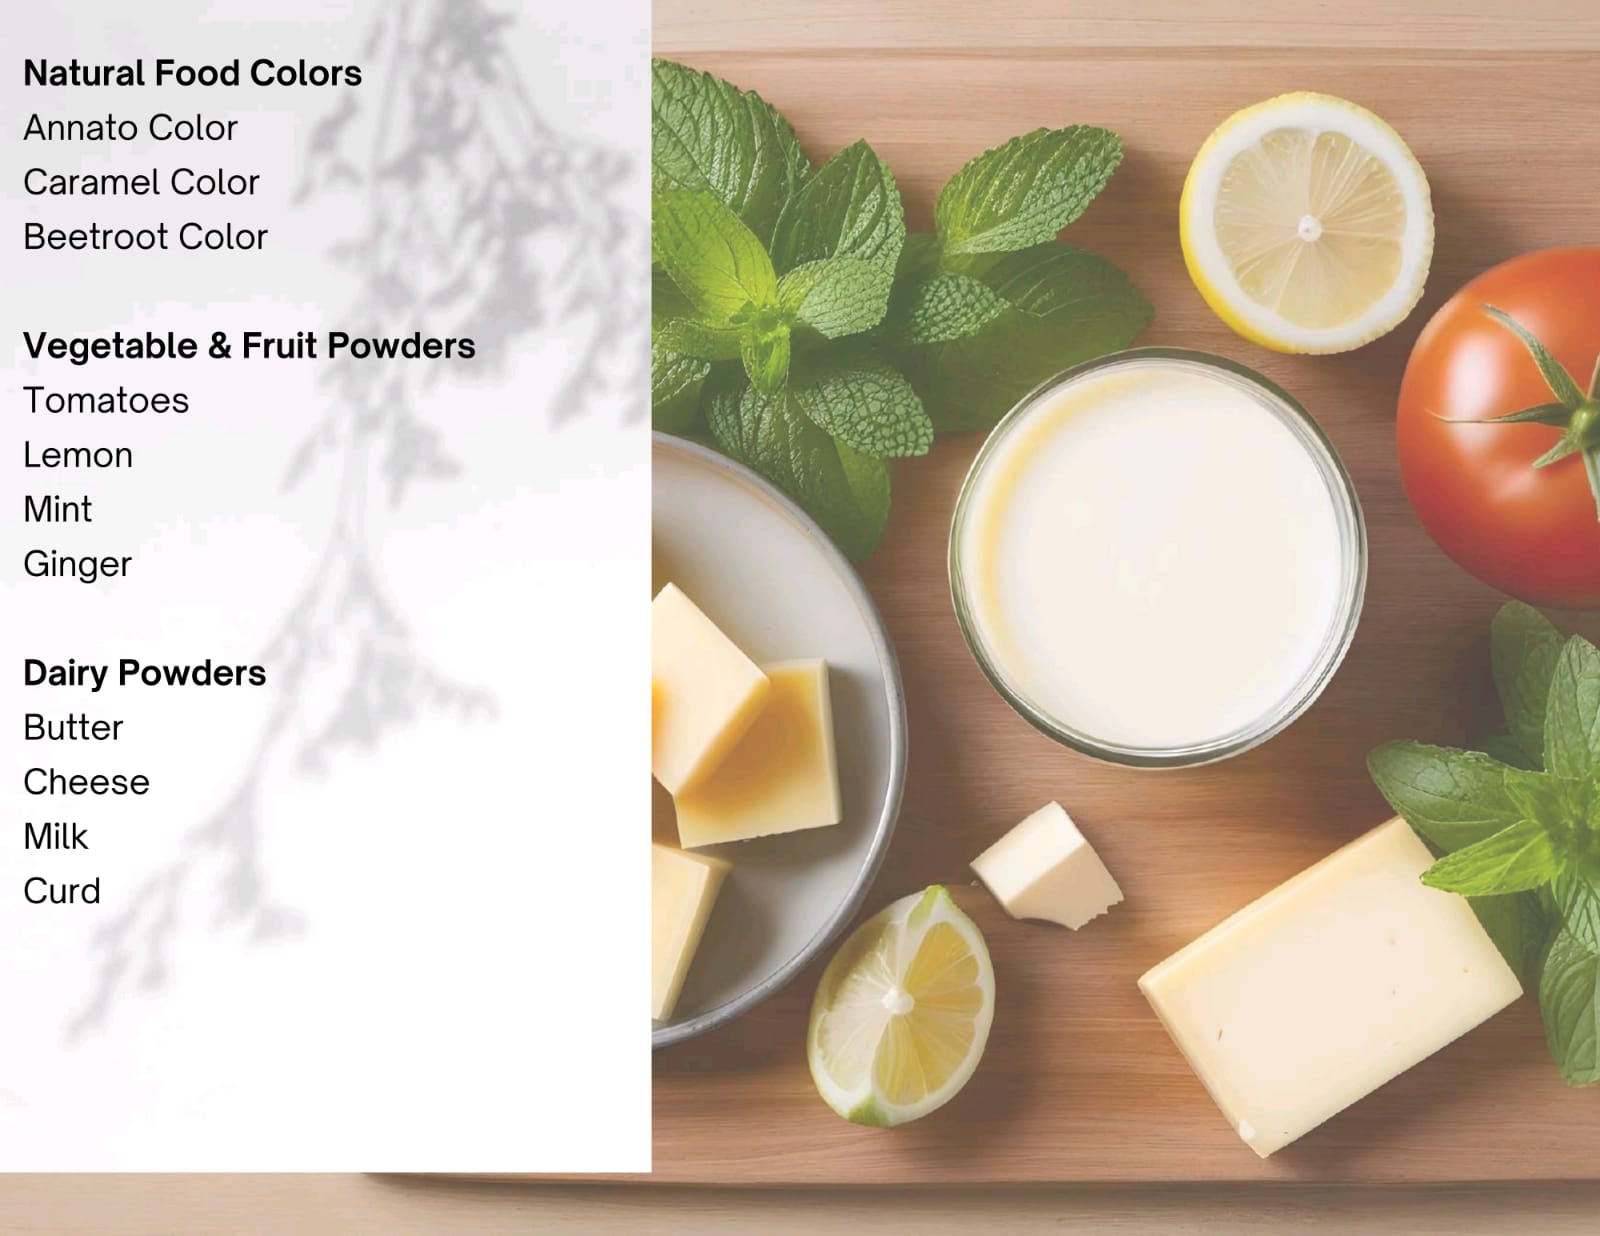 Natural Food Colors
Annato Color
Caramel Color
Beetroot Color
Vegetable & Fruit Powders
Tomatoes
Lemon
Mint
Ginger
Dairy Powders
Butter
Cheese
Milk
Curd